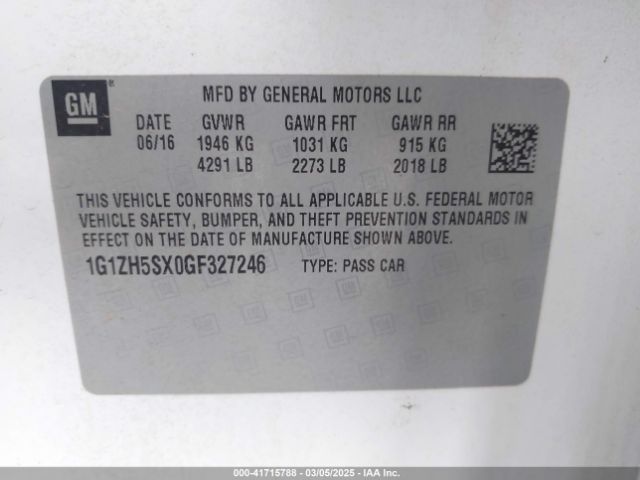 GM®
MFD BY GENERAL MOTORS LLC
DATE GVWR GAWR FRT GAWR RR
06/16 1946 KG 1031 KG 915 KG
4291 LB 2273 LB 2018 LB
THIS VEHICLE CONFORMS TO ALL APPLICABLE U.S. FEDERAL MOTOR
VEHICLE SAFETY, BUMPER, AND THEFT PREVENTION STANDARDS IN
EFFECT ON THE DATE OF MANUFACTURE SHOWN ABOVE.
1G1ZH5SX0GF327246 TYPE: PASS CAR
000-41715788 — 03/05/2025 — IAA Inc.